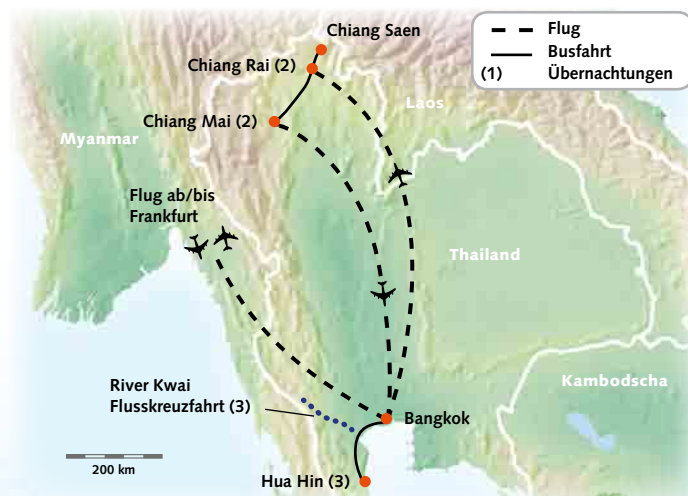 Flug
Busfahrt
(1) Übernachtungen
Chiang Saen
Chiang Rai (2)
Laos
Chiang Mai (2)
Myanmar
Flug ab/bis
Frankfurt
Thailand
River Kwai
Flusskreuzfahrt (3)
Kambodscha
Bangkok
200 km
Hua Hin (3)